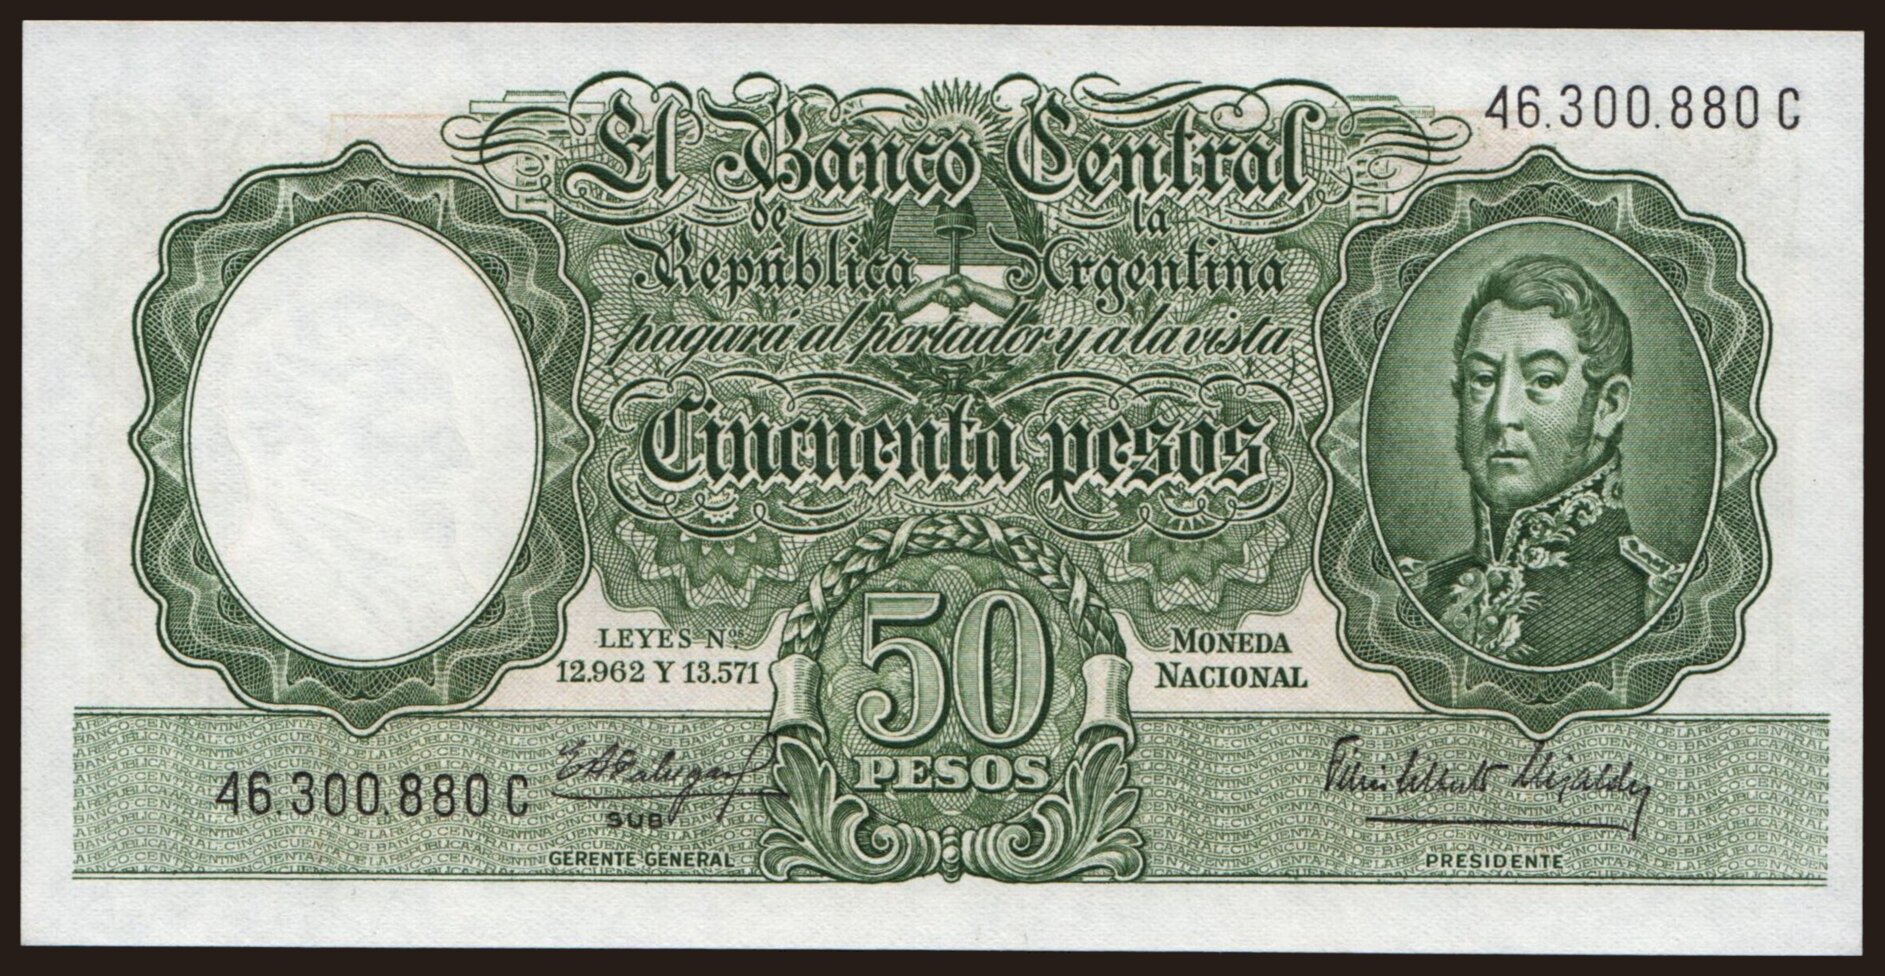 46.300.880 C
El Banco Central
de la
República Argentina
pagará al portador y a la vista
Cincuenta pesos
LEYES Nos.
12.962 Y 13.571
MONEDA
NACIONAL
50
PESOS
46.300.880 C
SUB
GERENTE GENERAL
PRESIDENTE